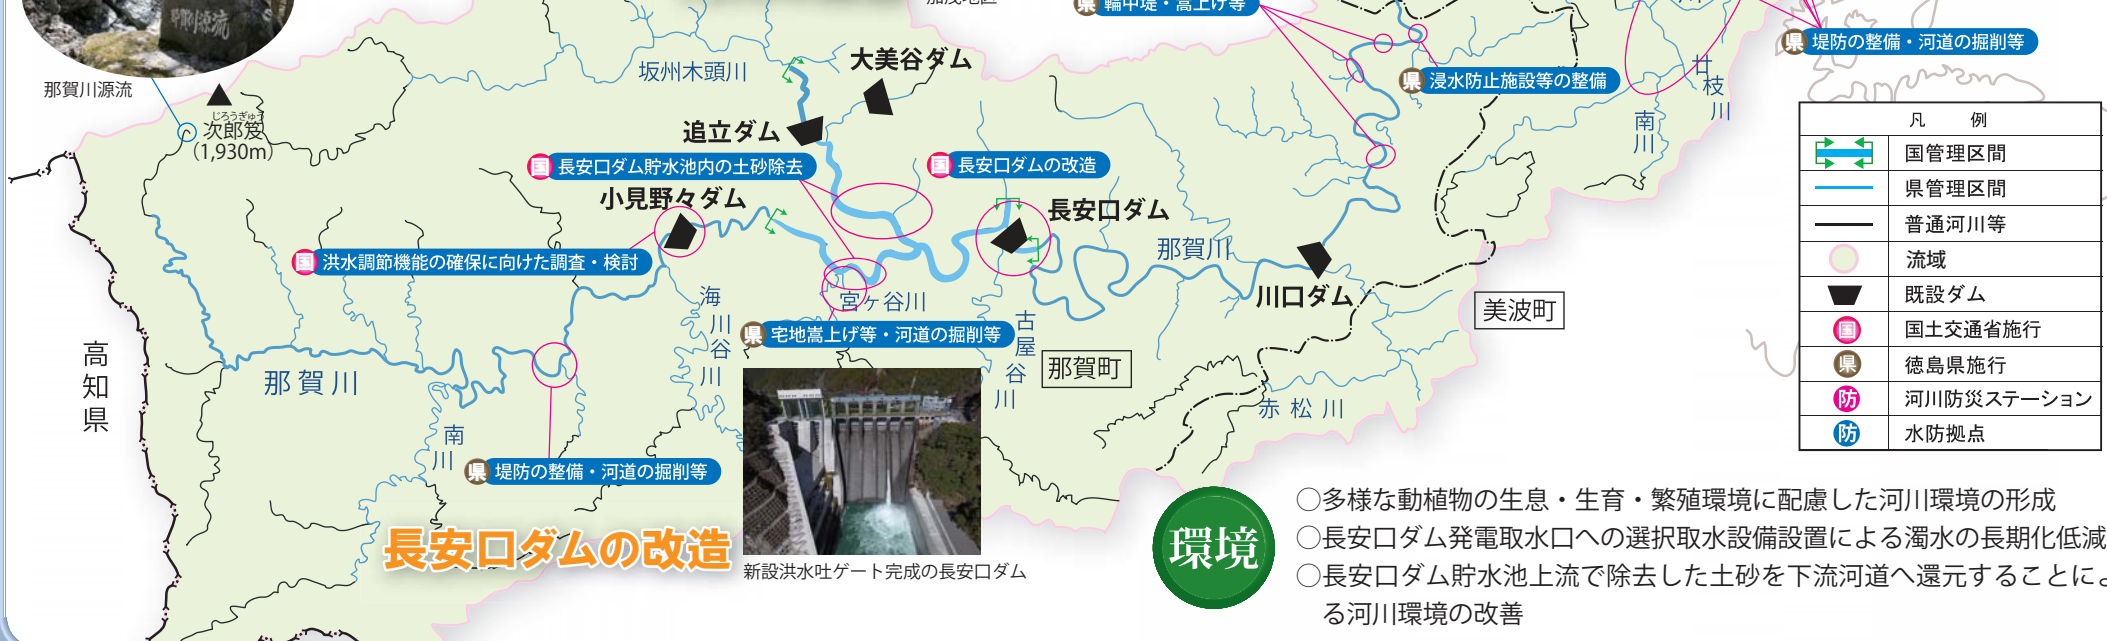 加茂地区
県 輪中堤・嵩上げ等
県 堤防の整備・河道の掘削等
那賀川源流
じろうぎゅう
次郎笈
(1,930m)
坂州木頭川
大美谷ダム
県 浸水防止施設等の整備
廿枝川
南川
追立ダム
国 長安口ダム貯水池内の土砂除去
国 長安口ダムの改造
小見野々ダム
長安口ダム
那賀川
国 洪水調節機能の確保に向けた調査・検討
海川谷川
宮ヶ谷川
川口ダム
美波町
県 宅地嵩上げ等・河道の掘削等
古屋谷川
那賀町
高知県
那賀川
赤松川
南川
県 堤防の整備・河道の掘削等
長安口ダムの改造
新設洪水吐ゲート完成の長安口ダム
凡 例
国管理区間
県管理区間
普通河川等
流域
既設ダム
国 国土交通省施行
県 徳島県施行
防 河川防災ステーション
防 水防拠点
環境
○多様な動植物の生息・生育・繁殖環境に配慮した河川環境の形成
○長安口ダム発電取水口への選択取水設備設置による濁水の長期化低減
○長安口ダム貯水池上流で除去した土砂を下流河道へ還元することによ
る河川環境の改善